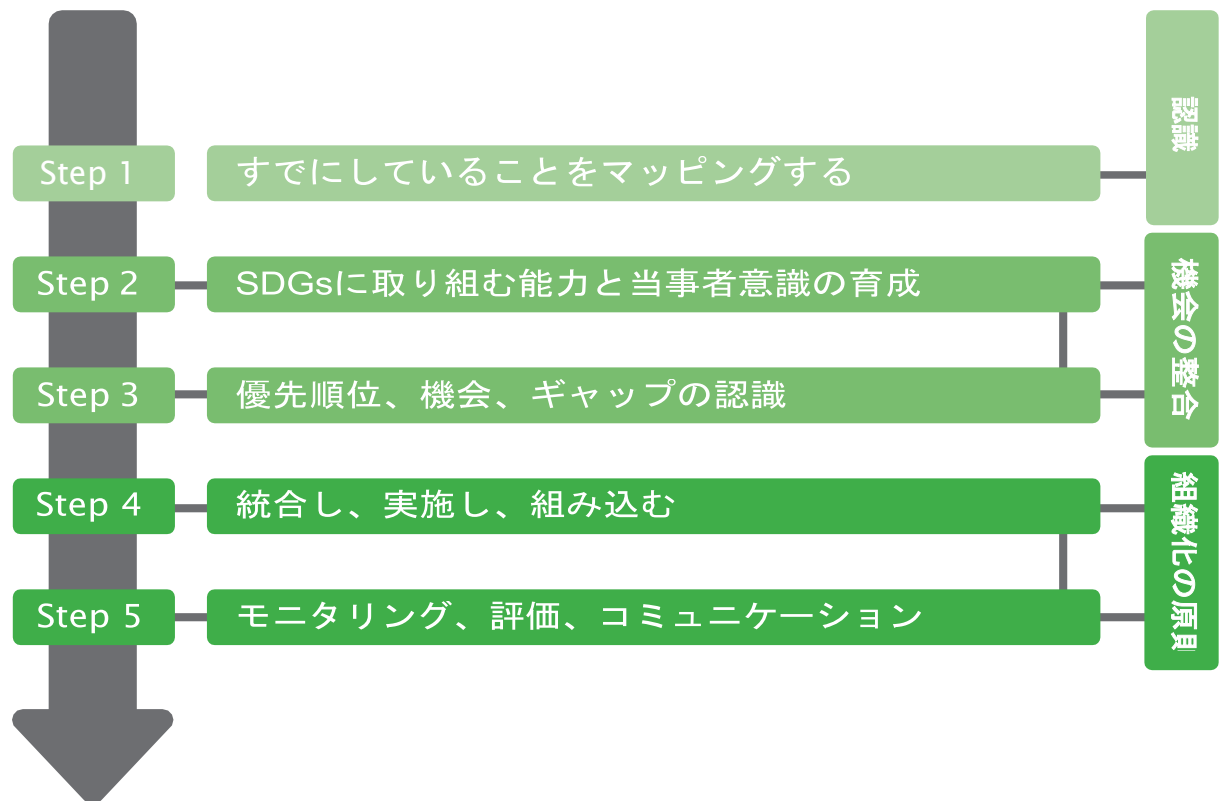 Step 1
すでにしていることをマッピングする
認識
Step 2
SDGsに取り組む能力と当事者意識の育成
Step 3
優先順位、機会、ギャップの認識
機会の整合
Step 4
統合し、実施し、組み込む
Step 5
モニタリング、評価、コミュニケーション
組織化の原則